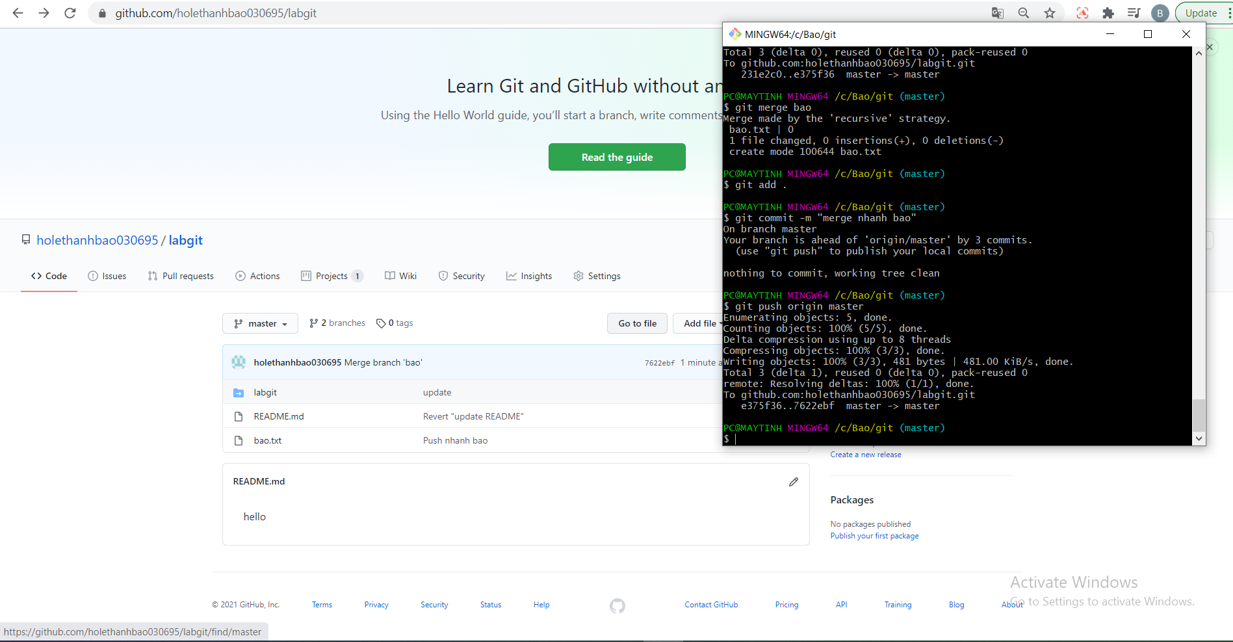 github.com/holethanhbao030695/labgit
B
Update
Learn Git and GitHub without an
Using the Hello World guide, you'll start a branch, write comments
Read the guide
holethanhbao030695 / labgit
Code
Issues
Pull requests
Actions
Projects 1
Wiki
Security
Insights
Settings
master
2 branches
0 tags
Go to file
Add file
holethanhbao030695 Merge branch 'bao'
7622ebf 1 minute a
labgit
update
README.md
Revert "update README"
bao.txt
Push nhanh bao
README.md
hello
MINGW64:/c/Bao/git
Total 3 (delta 0), reused 0 (delta 0), pack-reused 0
To github.com:holethanhbao030695/labgit.git
231e2c0..e375f36 master -> master
PC@MAYTINH MINGW64 /c/Bao/git (master)
$ git merge bao
Merge made by the 'recursive' strategy.
bao.txt | 0
1 file changed, 0 insertions(+), 0 deletions(-)
create mode 100644 bao.txt
PC@MAYTINH MINGW64 /c/Bao/git (master)
$ git add .
PC@MAYTINH MINGW64 /c/Bao/git (master)
$ git commit -m "merge nhanh bao"
On branch master
Your branch is ahead of 'origin/master' by 3 commits.
(use "git push" to publish your local commits)
nothing to commit, working tree clean
PC@MAYTINH MINGW64 /c/Bao/git (master)
$ git push origin master
Enumerating objects: 5, done.
Counting objects: 100% (5/5), done.
Delta compression using up to 8 threads
Compressing objects: 100% (3/3), done.
Writing objects: 100% (3/3), 481 bytes | 481.00 KiB/s, done.
Total 3 (delta 1), reused 0 (delta 0), pack-reused 0
remote: Resolving deltas: 100% (1/1), done.
To github.com:holethanhbao030695/labgit.git
e375f36..7622ebf master -> master
PC@MAYTINH MINGW64 /c/Bao/git (master)
$
Create a new release
Packages
No packages published
Publish your first package
Activate Windows
Go to Settings to activate Windows.
© 2021 GitHub, Inc.
Terms
Privacy
Security
Status
Help
Contact GitHub
Pricing
API
Training
Blog
About
https://github.com/holethanhbao030695/labgit/find/master